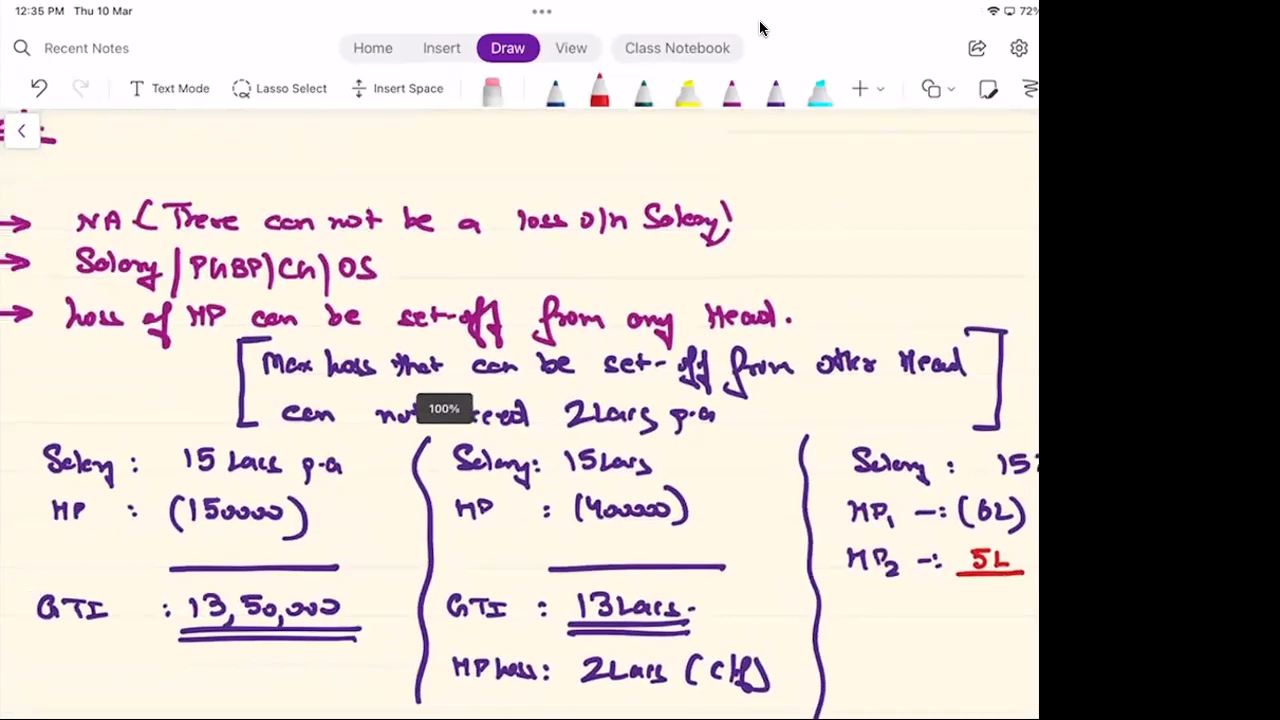 12:35 PM Thu 10 Mar
72%
Recent Notes
Home Insert Draw View Class Notebook
Text Mode Lasso Select Insert Space
NA (There can not be a loss o/h Salary)
Salary | PGBP | CG | OS
Loss of HP can be set-off from any Head.
[Max Loss that can be set-off from other Head
can not 2Lacs p.a]
100%
Salary : 15 Lacs p.a
HP : (150000)
GTI : 13,50,000
Salary : 15Lacs
HP : (400000)
GTI : 13Lacs.
HP Loss : 2Lacs (c/f)
Salary : 15
HP1 -: (6L)
HP2 -: 5L